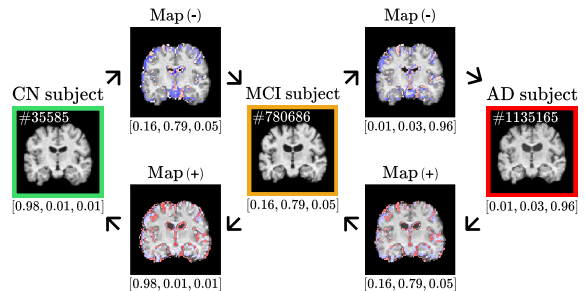 Map (-)
Map (-)
CN subject
MCI subject
AD subject
#35585
#780686
#1135165
[0.16, 0.79, 0.05]
[0.01, 0.03, 0.96]
Map (+)
Map (+)
[0.98, 0.01, 0.01]
[0.16, 0.79, 0.05]
[0.01, 0.03, 0.96]
[0.98, 0.01, 0.01]
[0.16, 0.79, 0.05]